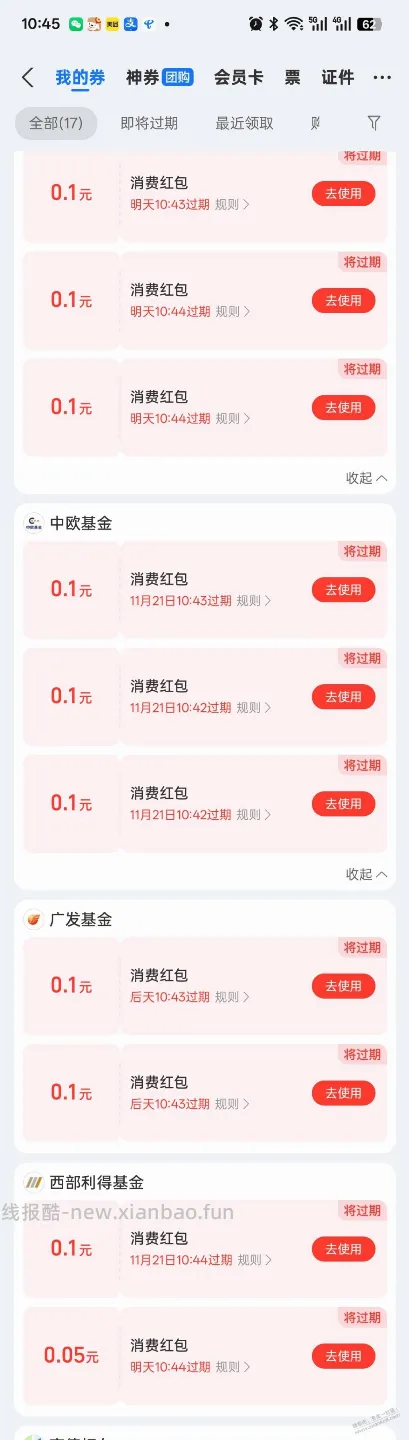 10:45
5G
4G
62
我的券 神券 团购 会员卡 票 证件
全部(17) 即将过期 最近领取
将过期
0.1元
消费红包
明天10:43过期 规则
去使用
将过期
0.1元
消费红包
明天10:44过期 规则
去使用
将过期
0.1元
消费红包
明天10:44过期 规则
去使用
收起
中欧基金
将过期
0.1元
消费红包
11月21日10:43过期 规则
去使用
将过期
0.1元
消费红包
11月21日10:42过期 规则
去使用
将过期
0.1元
消费红包
11月21日10:42过期 规则
去使用
收起
广发基金
将过期
0.1元
消费红包
后天10:43过期 规则
去使用
将过期
0.1元
消费红包
后天10:43过期 规则
去使用
西部利得基金
线报酷-new.xianbao.fun
将过期
0.1元
消费红包
11月21日10:44过期 规则
去使用
将过期
0.05元
消费红包
明天10:44过期 规则
去使用